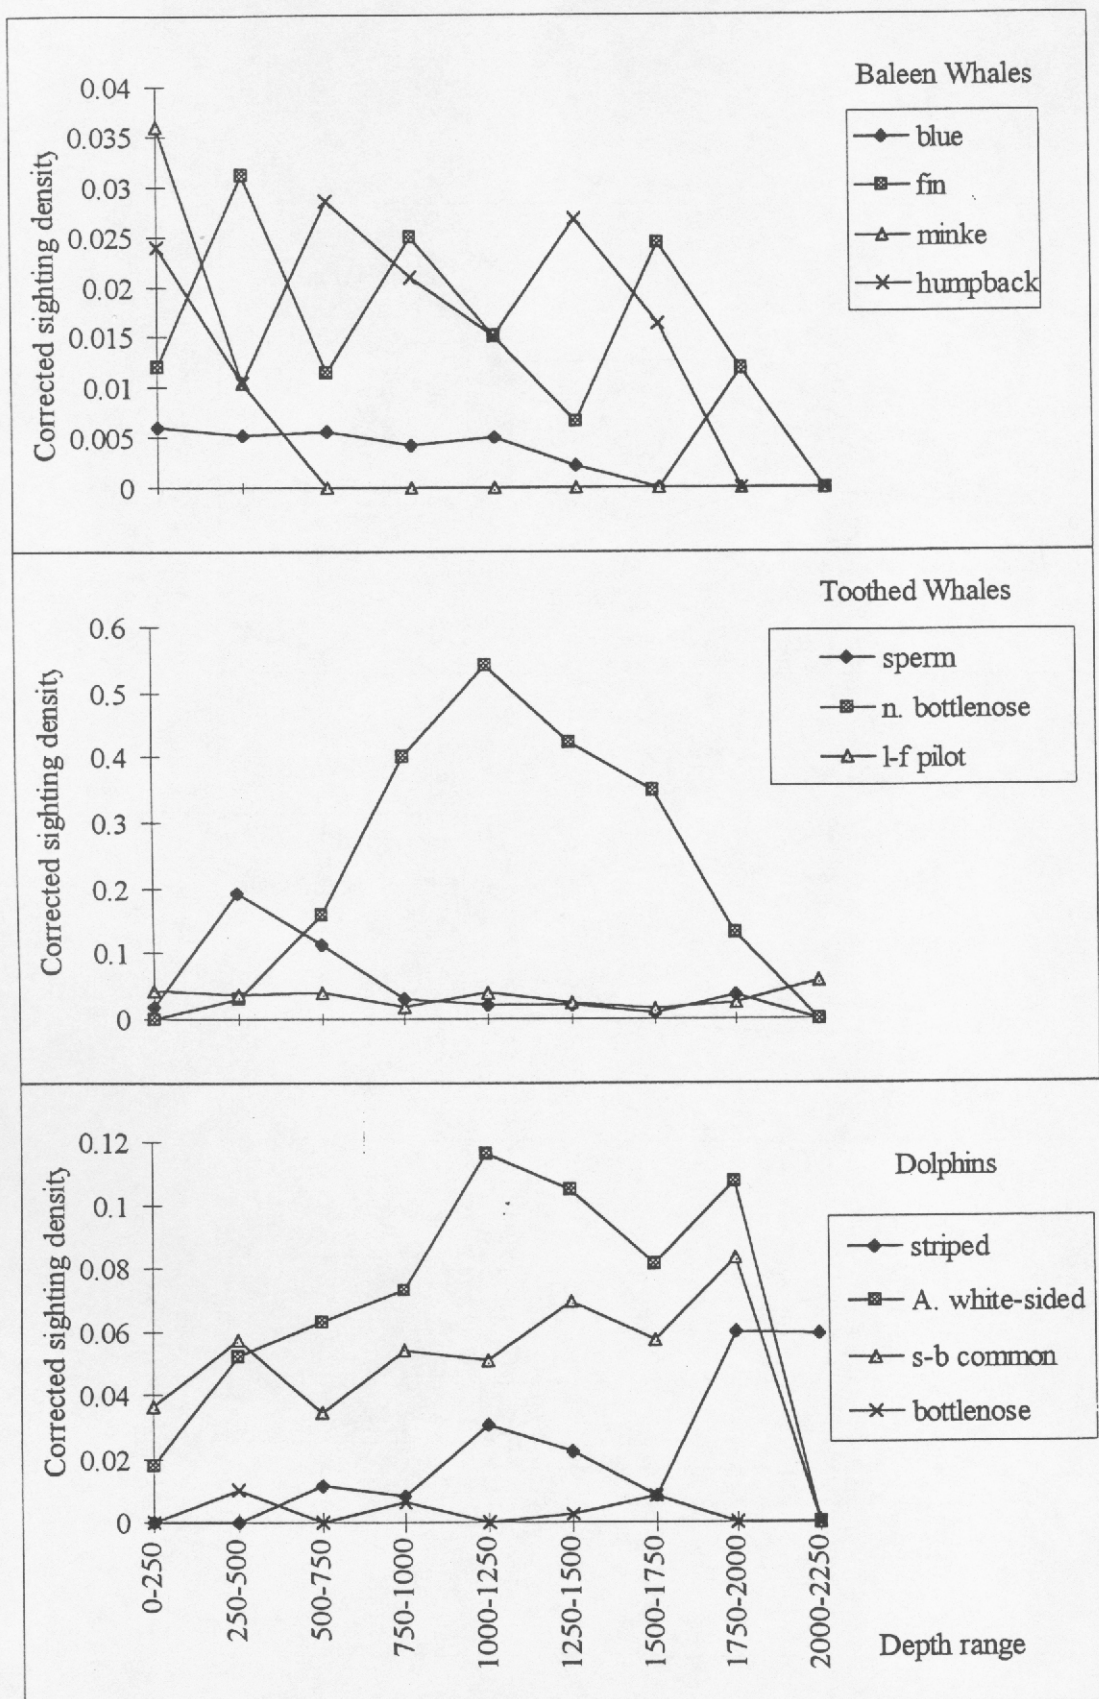 Baleen Whales
blue
fin
minke
humpback
Corrected sighting density
0.04
0.035
0.03
0.025
0.02
0.015
0.01
0.005
0
Toothed Whales
sperm
n. bottlenose
l-f pilot
Corrected sighting density
0.6
0.5
0.4
0.3
0.2
0.1
0
Dolphins
striped
A. white-sided
s-b common
bottlenose
Corrected sighting density
0.12
0.1
0.08
0.06
0.04
0.02
0
0-250
250-500
500-750
750-1000
1000-1250
1250-1500
1500-1750
1750-2000
2000-2250
Depth range